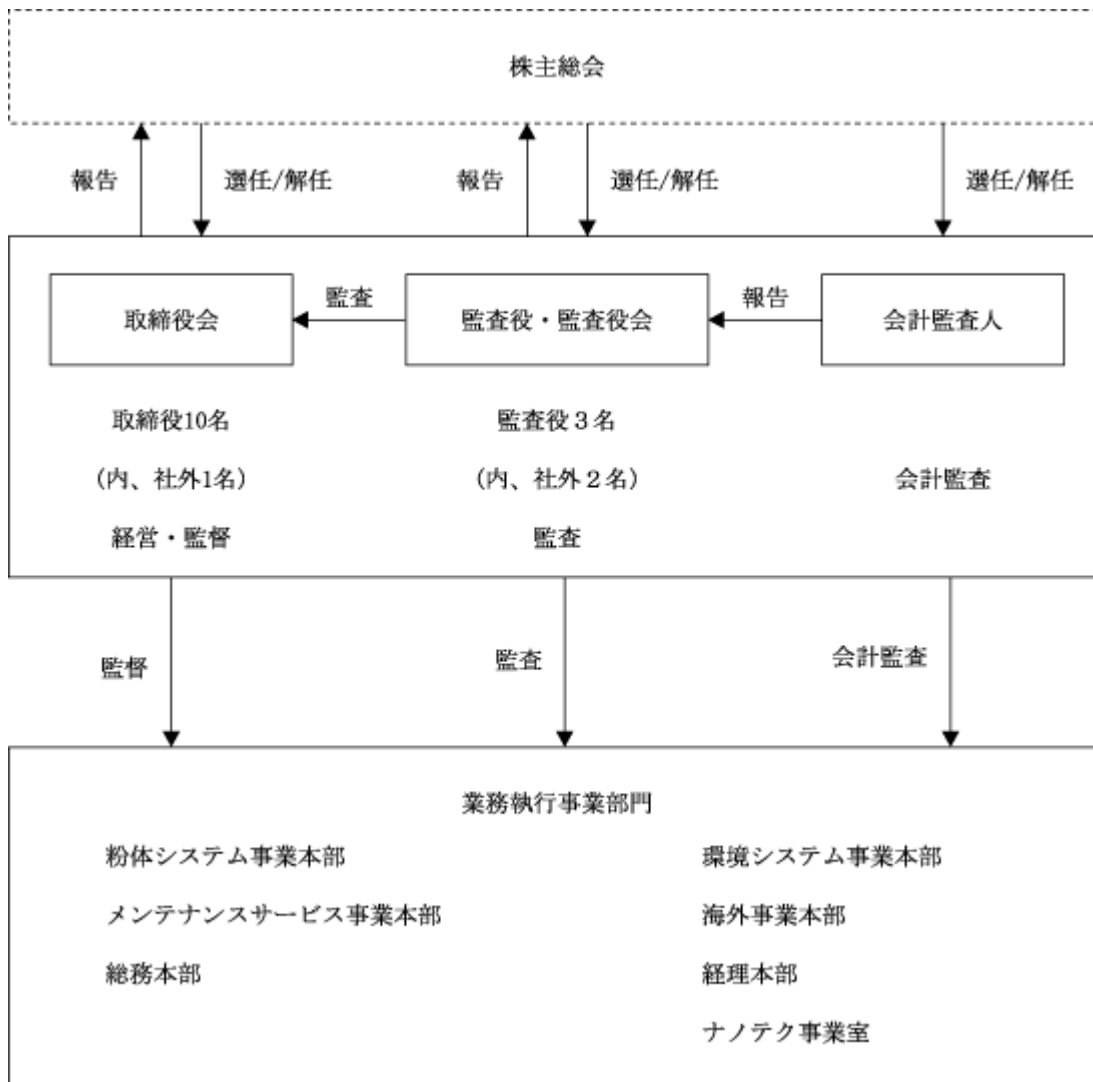 株主総会
報告
選任/解任
報告
選任/解任
選任/解任
取締役会
監査
監査役・監査役会
報告
会計監査人
取締役10名
(内、社外1名)
経営・監督
監査役３名
(内、社外２名)
監査
会計監査
監督
監査
会計監査
業務執行事業部門
粉体システム事業本部
環境システム事業本部
メンテナンスサービス事業本部
海外事業本部
総務本部
経理本部
ナノテク事業室